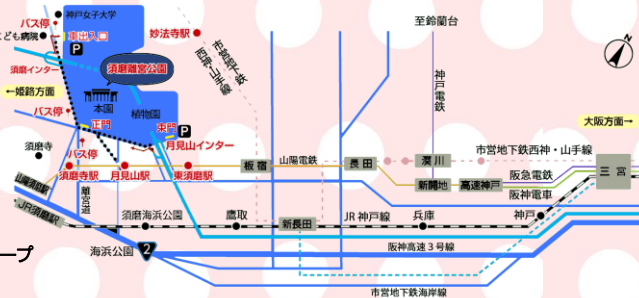 神戸女子大学
バス停
こども病院
東出入口
P
妙法寺駅
市営地下鉄
西神山手線
至鈴蘭台
神戸電鉄
須磨インター
須磨離宮公園
←姫路方面
本園
植物園
バス停
正門
東門
P
月見山インター
大阪方面→
須磨寺
バス停
須磨寺駅
月見山駅
東須磨駅
板宿
山陽電鉄
長田
湊川
市営地下鉄西神・山手線
新開地
高速神戸
阪急電鉄
阪神電車
三宮
山陽須磨駅
離宮道
JR須磨駅
須磨海浜公園
鷹取
新長田
JR神戸線
兵庫
神戸
ープ
海浜公園
2
阪神高速3号線
市営地下鉄海岸線